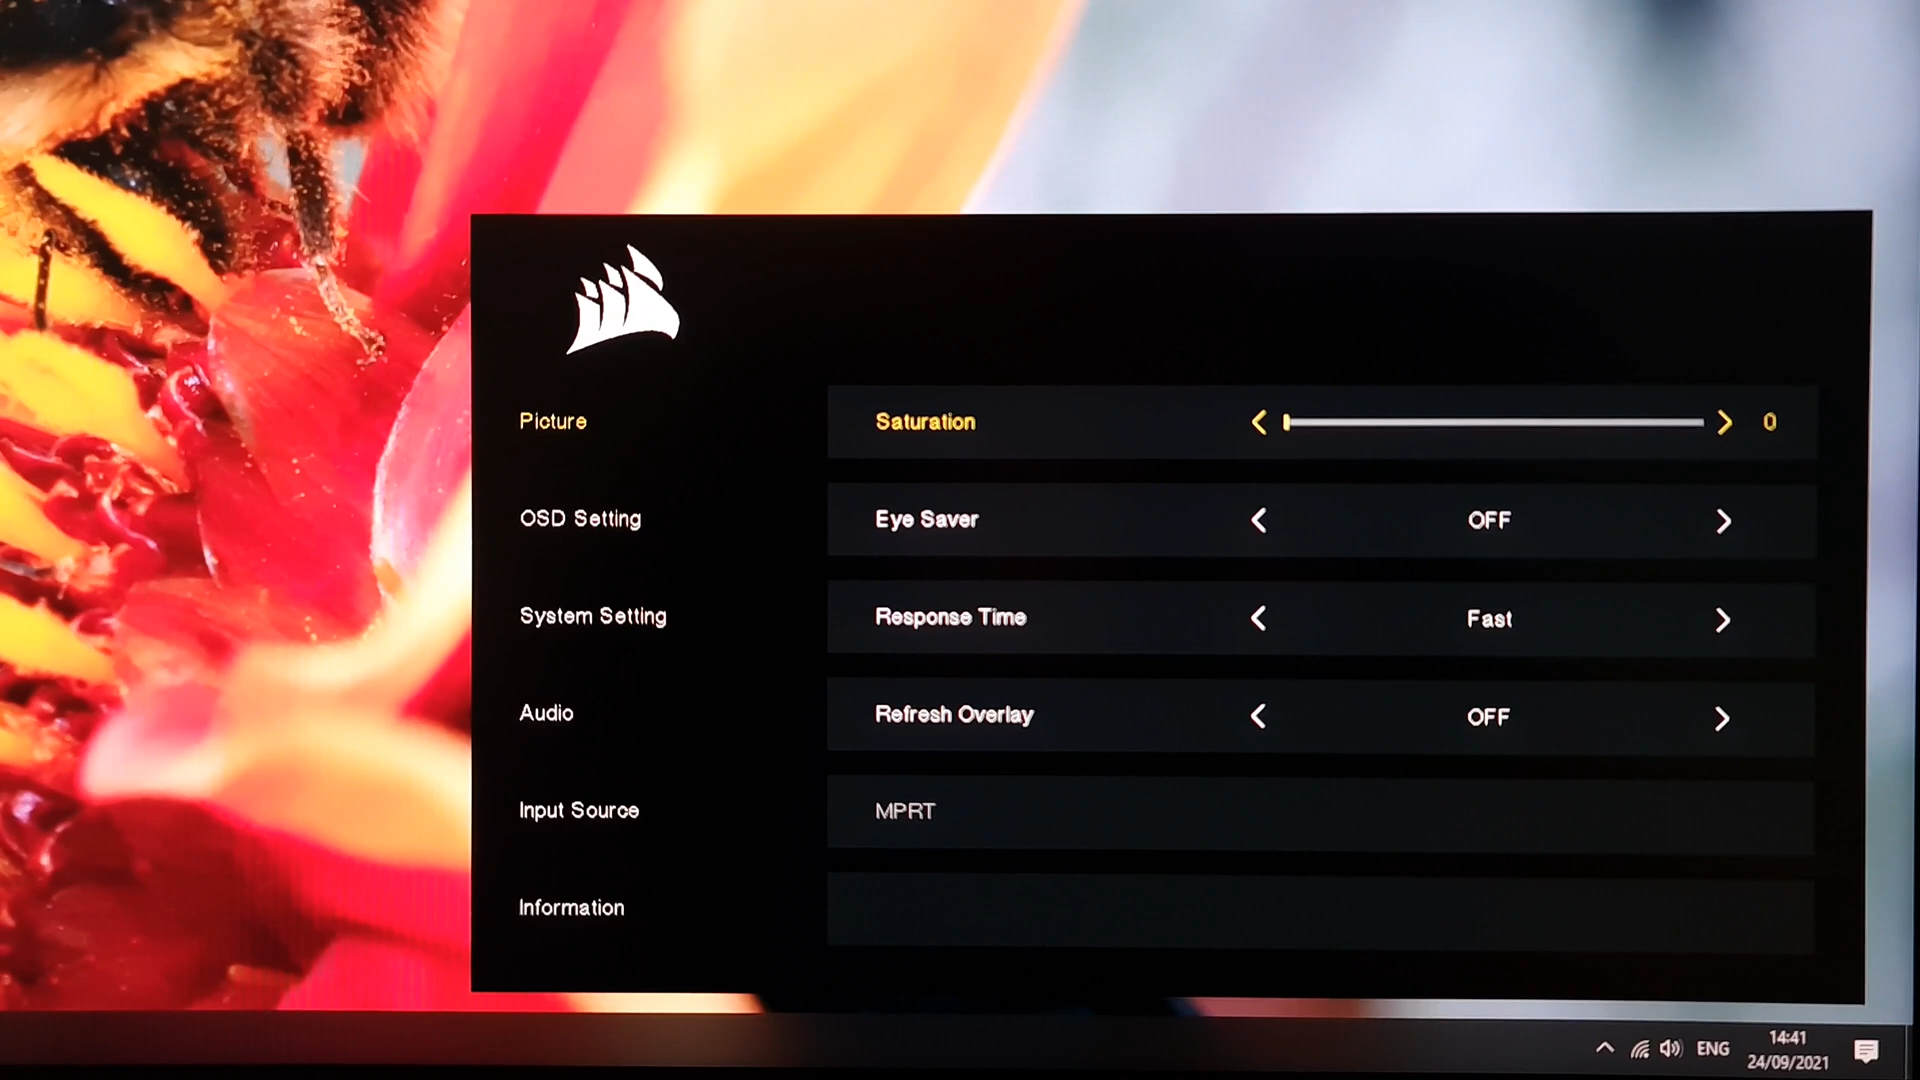 Picture
Saturation 0
OSD Setting
Eye Saver OFF
System Setting
Response Time Fast
Audio
Refresh Overlay OFF
Input Source
MPRT
Information
ENG
14:41
24/09/2021